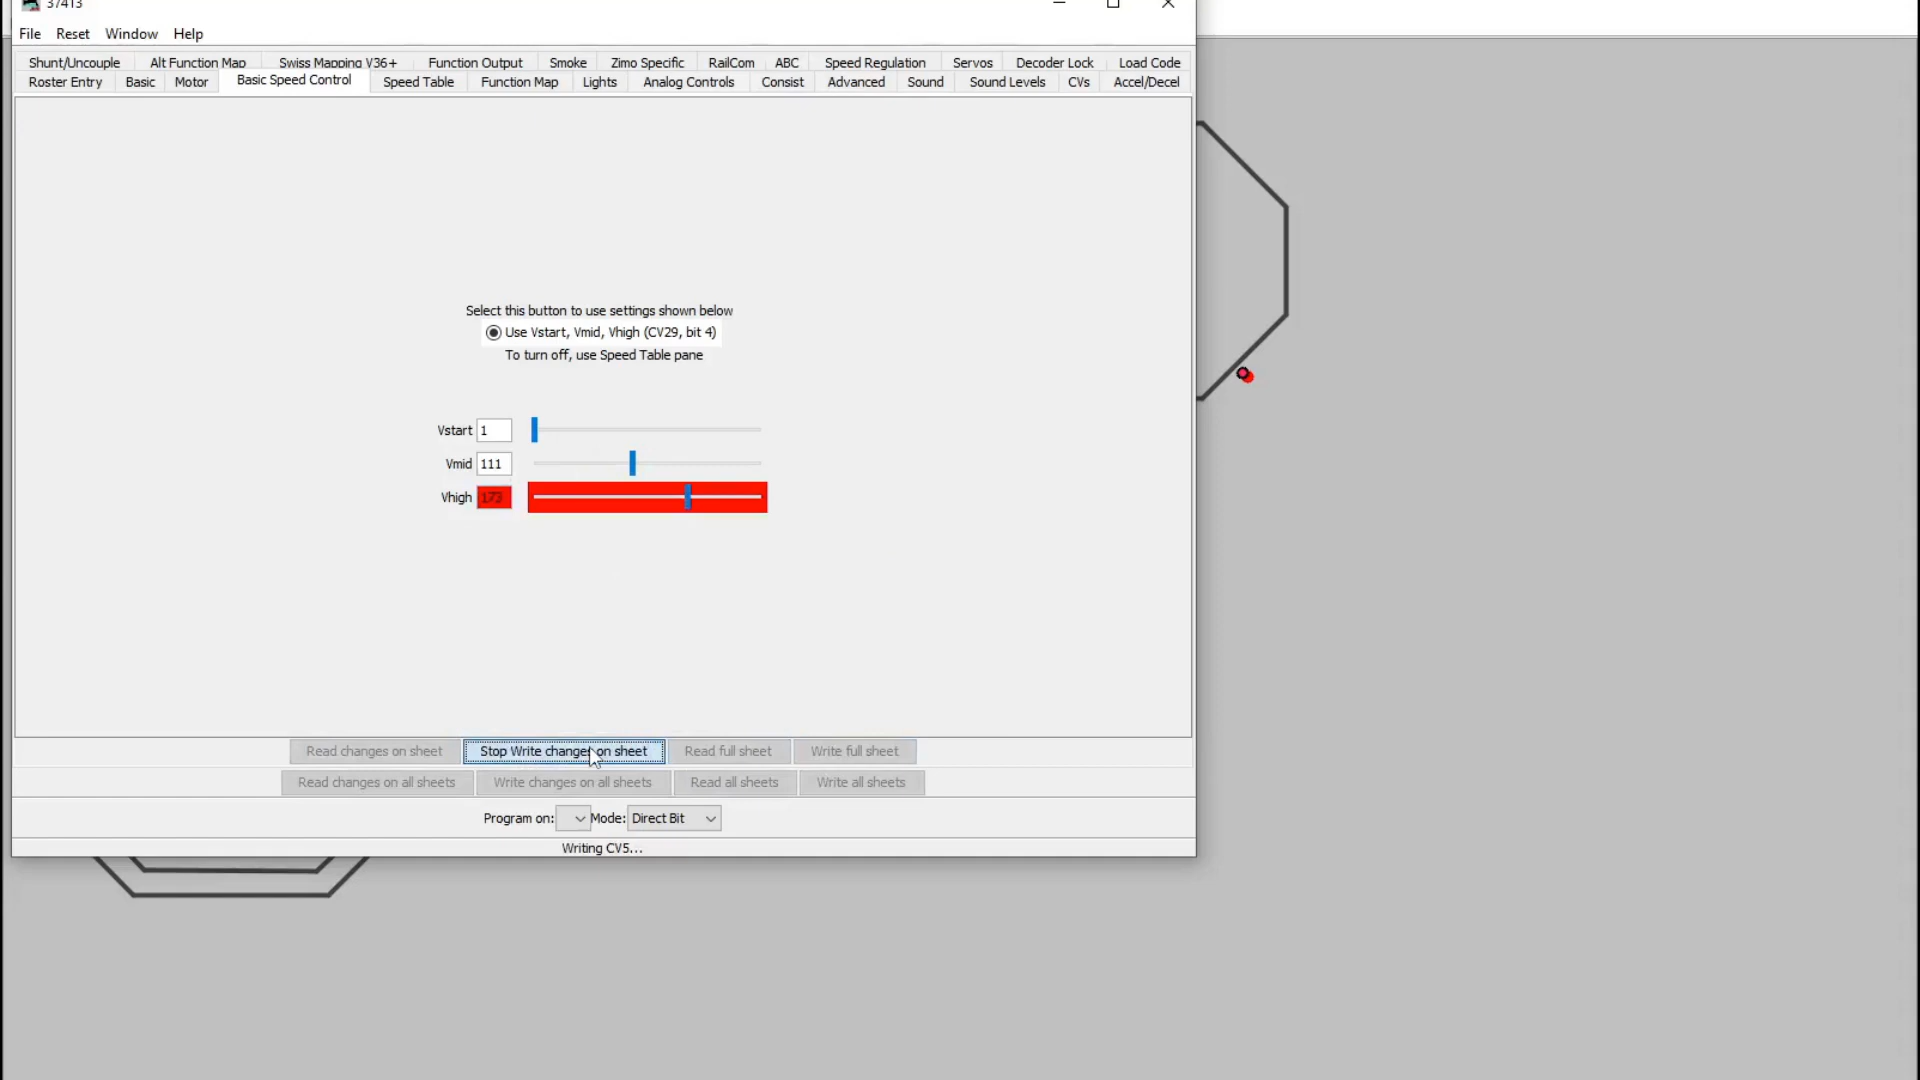 37413
File Reset Window Help
Shunt/Uncouple Alt Function Map Swiss Mapping V36+ Function Output Smoke Zimo Specific RailCom ABC Speed Regulation Servos Decoder Lock Load Code
Roster Entry Basic Motor Basic Speed Control Speed Table Function Map Lights Analog Controls Consist Advanced Sound Sound Levels CVs Accel/Decel
Select this button to use settings shown below
Use Vstart, Vmid, Vhigh (CV29, bit 4)
To turn off, use Speed Table pane
Vstart 1
Vmid 111
Vhigh 173
Read changes on sheet Stop Write changes on sheet Read full sheet Write full sheet
Read changes on all sheets Write changes on all sheets Read all sheets Write all sheets
Program on: Mode: Direct Bit
Writing CV5...